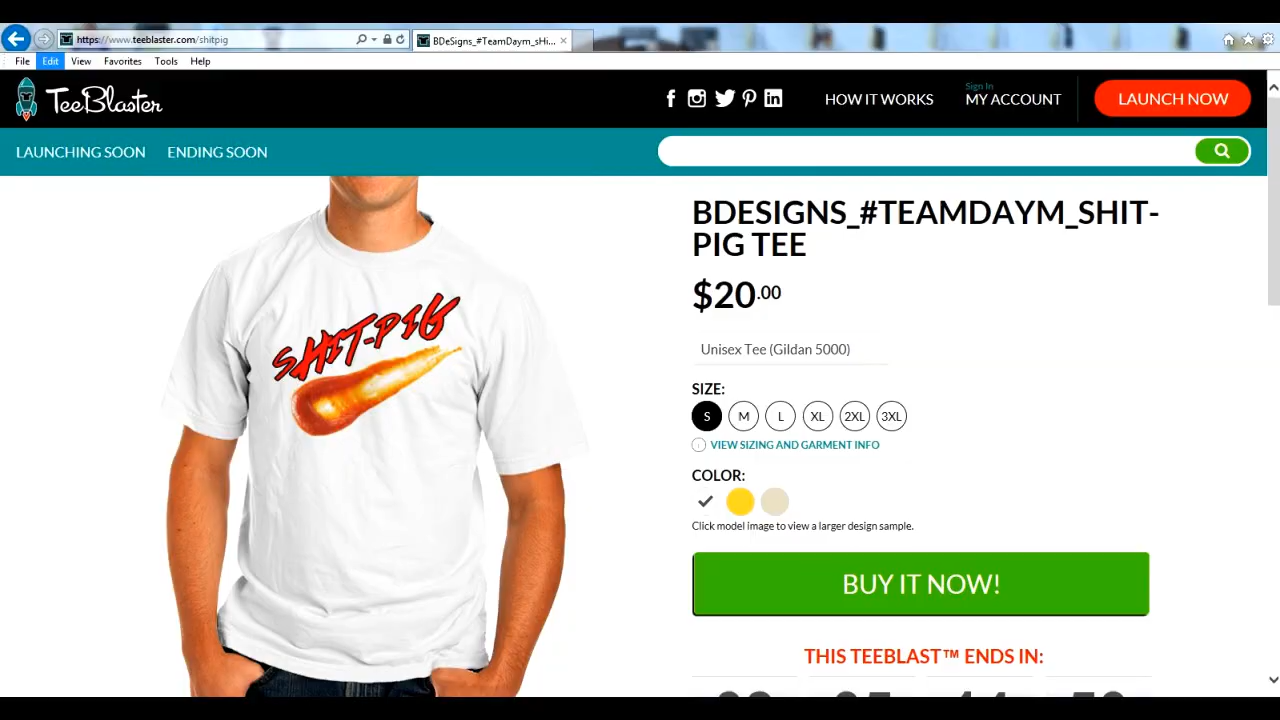 https://www.teeblaster.com/shitpig
BDeSigns_#TeamDaym_sHi...
File Edit View Favorites Tools Help
TeeBlaster
HOW IT WORKS
Sign In
MY ACCOUNT
LAUNCH NOW
LAUNCHING SOON ENDING SOON
SHIT-PIG
BDESIGNS_#TEAMDAYM_SHIT-
PIG TEE
$20.00
Unisex Tee (Gildan 5000)
SIZE:
S M L XL 2XL 3XL
VIEW SIZING AND GARMENT INFO
COLOR:
Click model image to view a larger design sample.
BUY IT NOW!
THIS TEEBLAST™ ENDS IN: